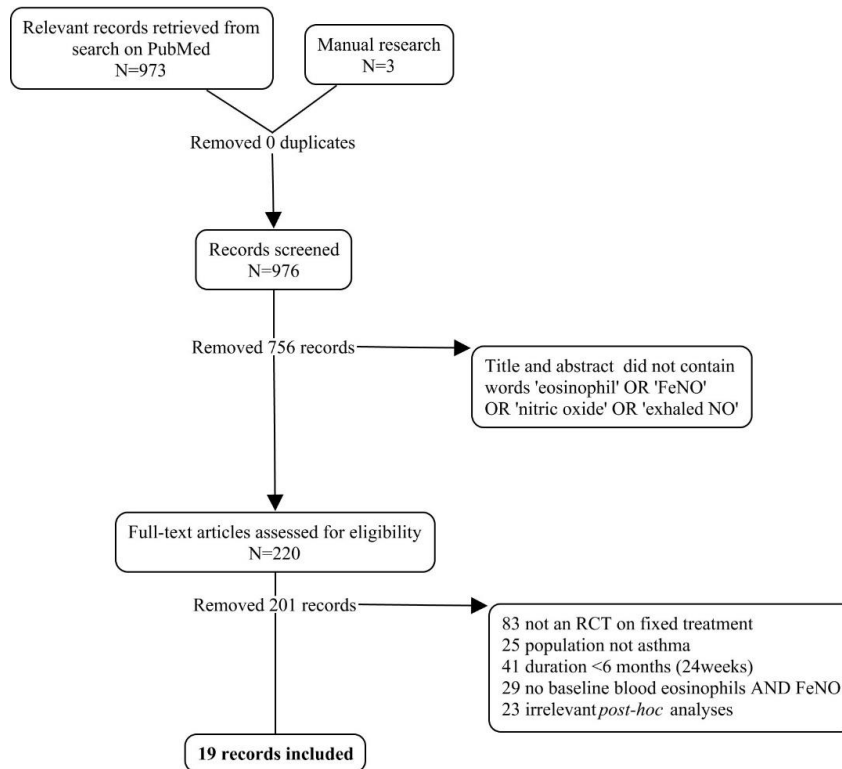 Relevant records retrieved from
search on PubMed
N=973
Manual research
N=3
Removed 0 duplicates
Records screened
N=976
Removed 756 records
Title and abstract did not contain
words 'eosinophil' OR 'FeNO'
OR 'nitric oxide' OR 'exhaled NO'
Full-text articles assessed for eligibility
N=220
Removed 201 records
83 not an RCT on fixed treatment
25 population not asthma
41 duration <6 months (24weeks)
29 no baseline blood eosinophils AND FeNO
23 irrelevant post-hoc analyses
19 records included